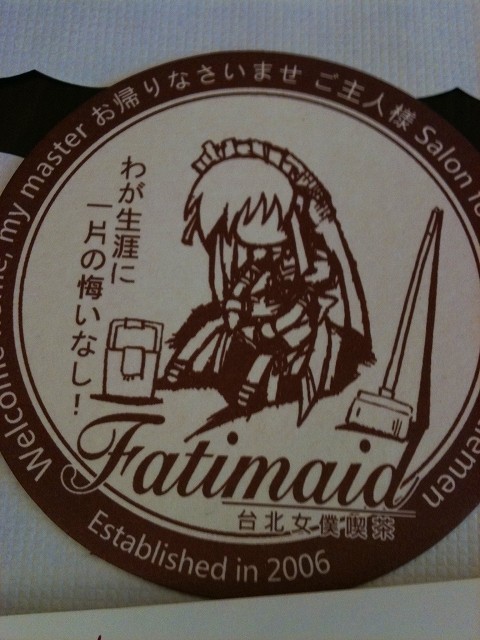 Welcome home, my master お帰りなさいませ ご主人様 Salon for
わが生涯に
一片の悔いなし!
Fatimaid
台北女僕喫茶
Established in 2006